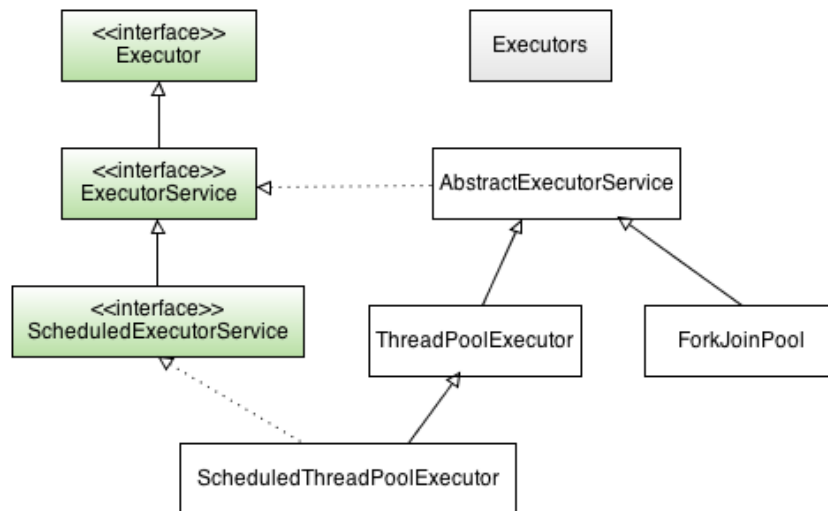 <<interface>>
Executor
Executors
<<interface>>
ExecutorService
AbstractExecutorService
<<interface>>
ScheduledExecutorService
ThreadPoolExecutor
ForkJoinPool
ScheduledThreadPoolExecutor